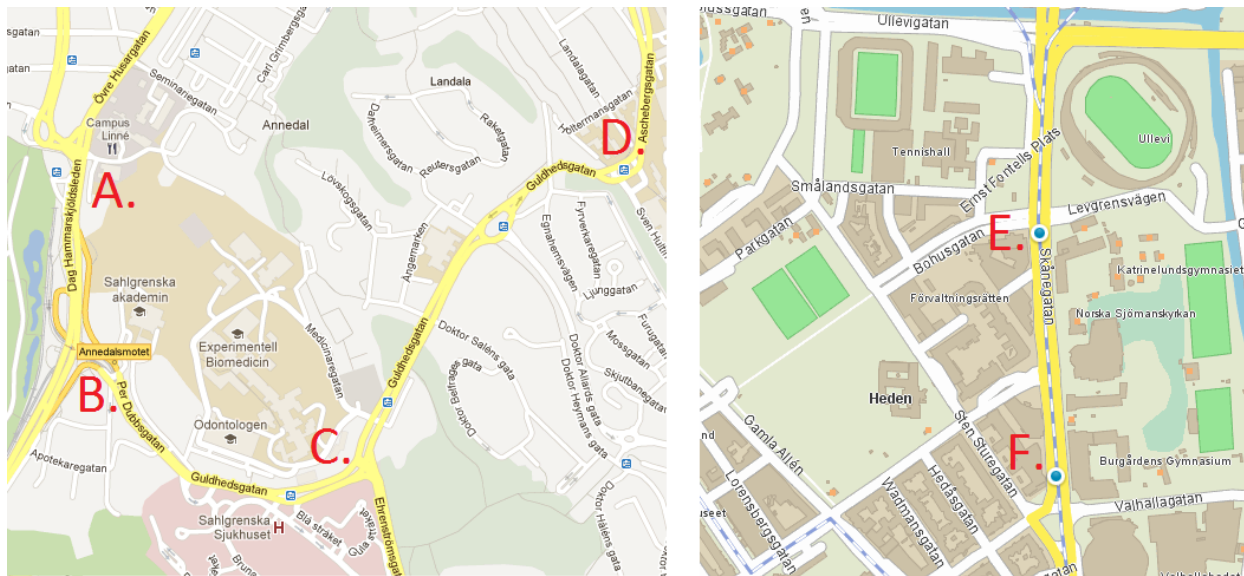 gatan
Övre Husargatan
Carl Grimbergsgatan
Seminariegatan
Campus
Linné
Annedal
Landala
Landalagatan
Raketgatan
Reutersgatan
Aschebergsgatan
D.
Guldhedsgatan
A.
Dag Hammarskjöldsleden
Lövskogsgatan
Ängemarken
Egnahemsvägen
Fyrverkaregatan
Ljunggatan
Sahlgrenska
akademin
Experimentell
Biomedicin
Medicinaregatan
Guldhedsgatan
Annedalsmotet
B.
Per Dubbsgatan
Doktor Saléns gata
Doktor Belfrages gata
Doktor Allards gata
Doktor Heymans gata
Mossgatan
Furugatan
Skjutbanegatan
Odontologen
C.
Apotekaregatan
Guldhedsgatan
Sahlgrenska
Sjukhuset
H
Blå stråket
Gula stråket
Ehrenströmsgatan
Doktor Håléns gata
Ullevigatan
Tennishall
Ullevi
Ernst Fontells Plats
Smålandsgatan
Levgrensvägen
Parkgatan
E.
Bohusgatan
Skånegatan
Katrinelundsgymnasiet
Förvaltningsrätten
Norska Sjömanskyrkan
Heden
Sten Sturegatan
Gamla Allén
F.
Burgårdens Gymnasium
Hedåsgatan
Wadmansgatan
Lorensbergsgatan
Valhallagatan